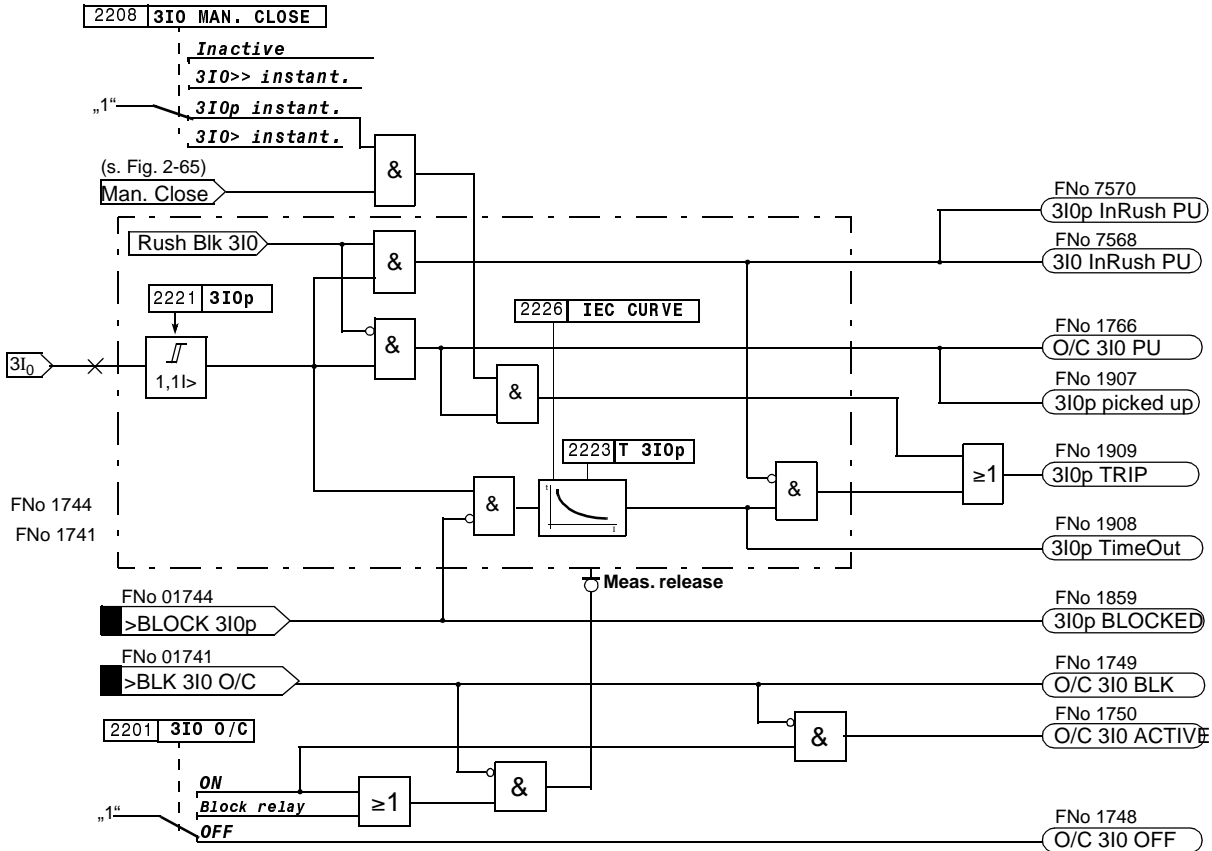 2208 3I0 MAN. CLOSE
Inactive
3I0>> instant.
„1“
3I0p instant.
3I0> instant.
(s. Fig. 2-65)
Man. Close
&
FNo 7570
3I0p InRush PU
Rush Blk 3I0
&
FNo 7568
3I0 InRush PU
2221 3I0p
2226 IEC CURVE
FNo 1766
O/C 3I0 PU
&
3I0
1,1I>
FNo 1907
3I0p picked up
&
2223 T 3I0p
FNo 1909
3I0p TRIP
≥1
&
t
I
&
FNo 1744
FNo 1741
FNo 1908
3I0p TimeOut
Meas. release
FNo 01744
>BLOCK 3I0p
FNo 1859
3I0p BLOCKED
FNo 01741
>BLK 3I0 O/C
FNo 1749
O/C 3I0 BLK
2201 3I0 O/C
FNo 1750
O/C 3I0 ACTIVE
&
ON
Block relay
≥1
&
„1“
OFF
FNo 1748
O/C 3I0 OFF